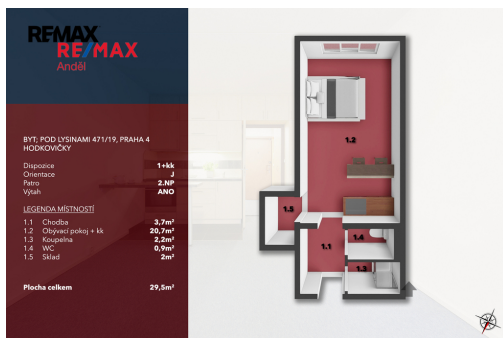 REMAX
RE/MAX
Anděl
BYT; POD LYSINAMI 471/19, PRAHA 4
HODKOVIČKY
Dispozice 1+kk
Orientace J
Patro 2.NP
Výtah ANO
LEGENDA MÍSTNOSTÍ
1.1 Chodba 3,7m²
1.2 Obývací pokoj + kk 20,7m²
1.3 Koupelna 2,2m²
1.4 WC 0,9m²
1.5 Sklad 2m²
Plocha celkem 29,5m²
1.2
1.5
1.4
1.1
1.3